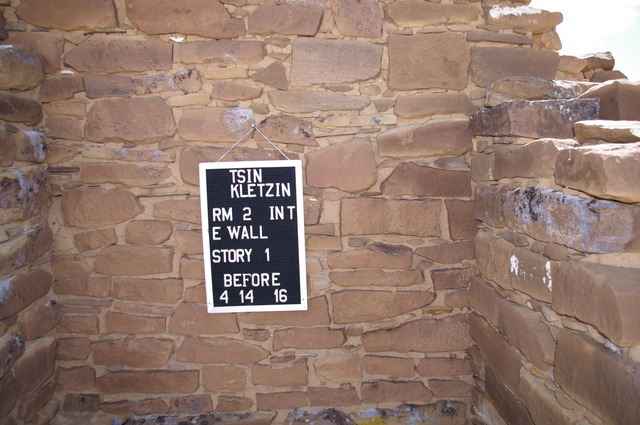 TSIN
KLETZIN
RM 2 INT
E WALL
STORY 1
BEFORE
4 14 16